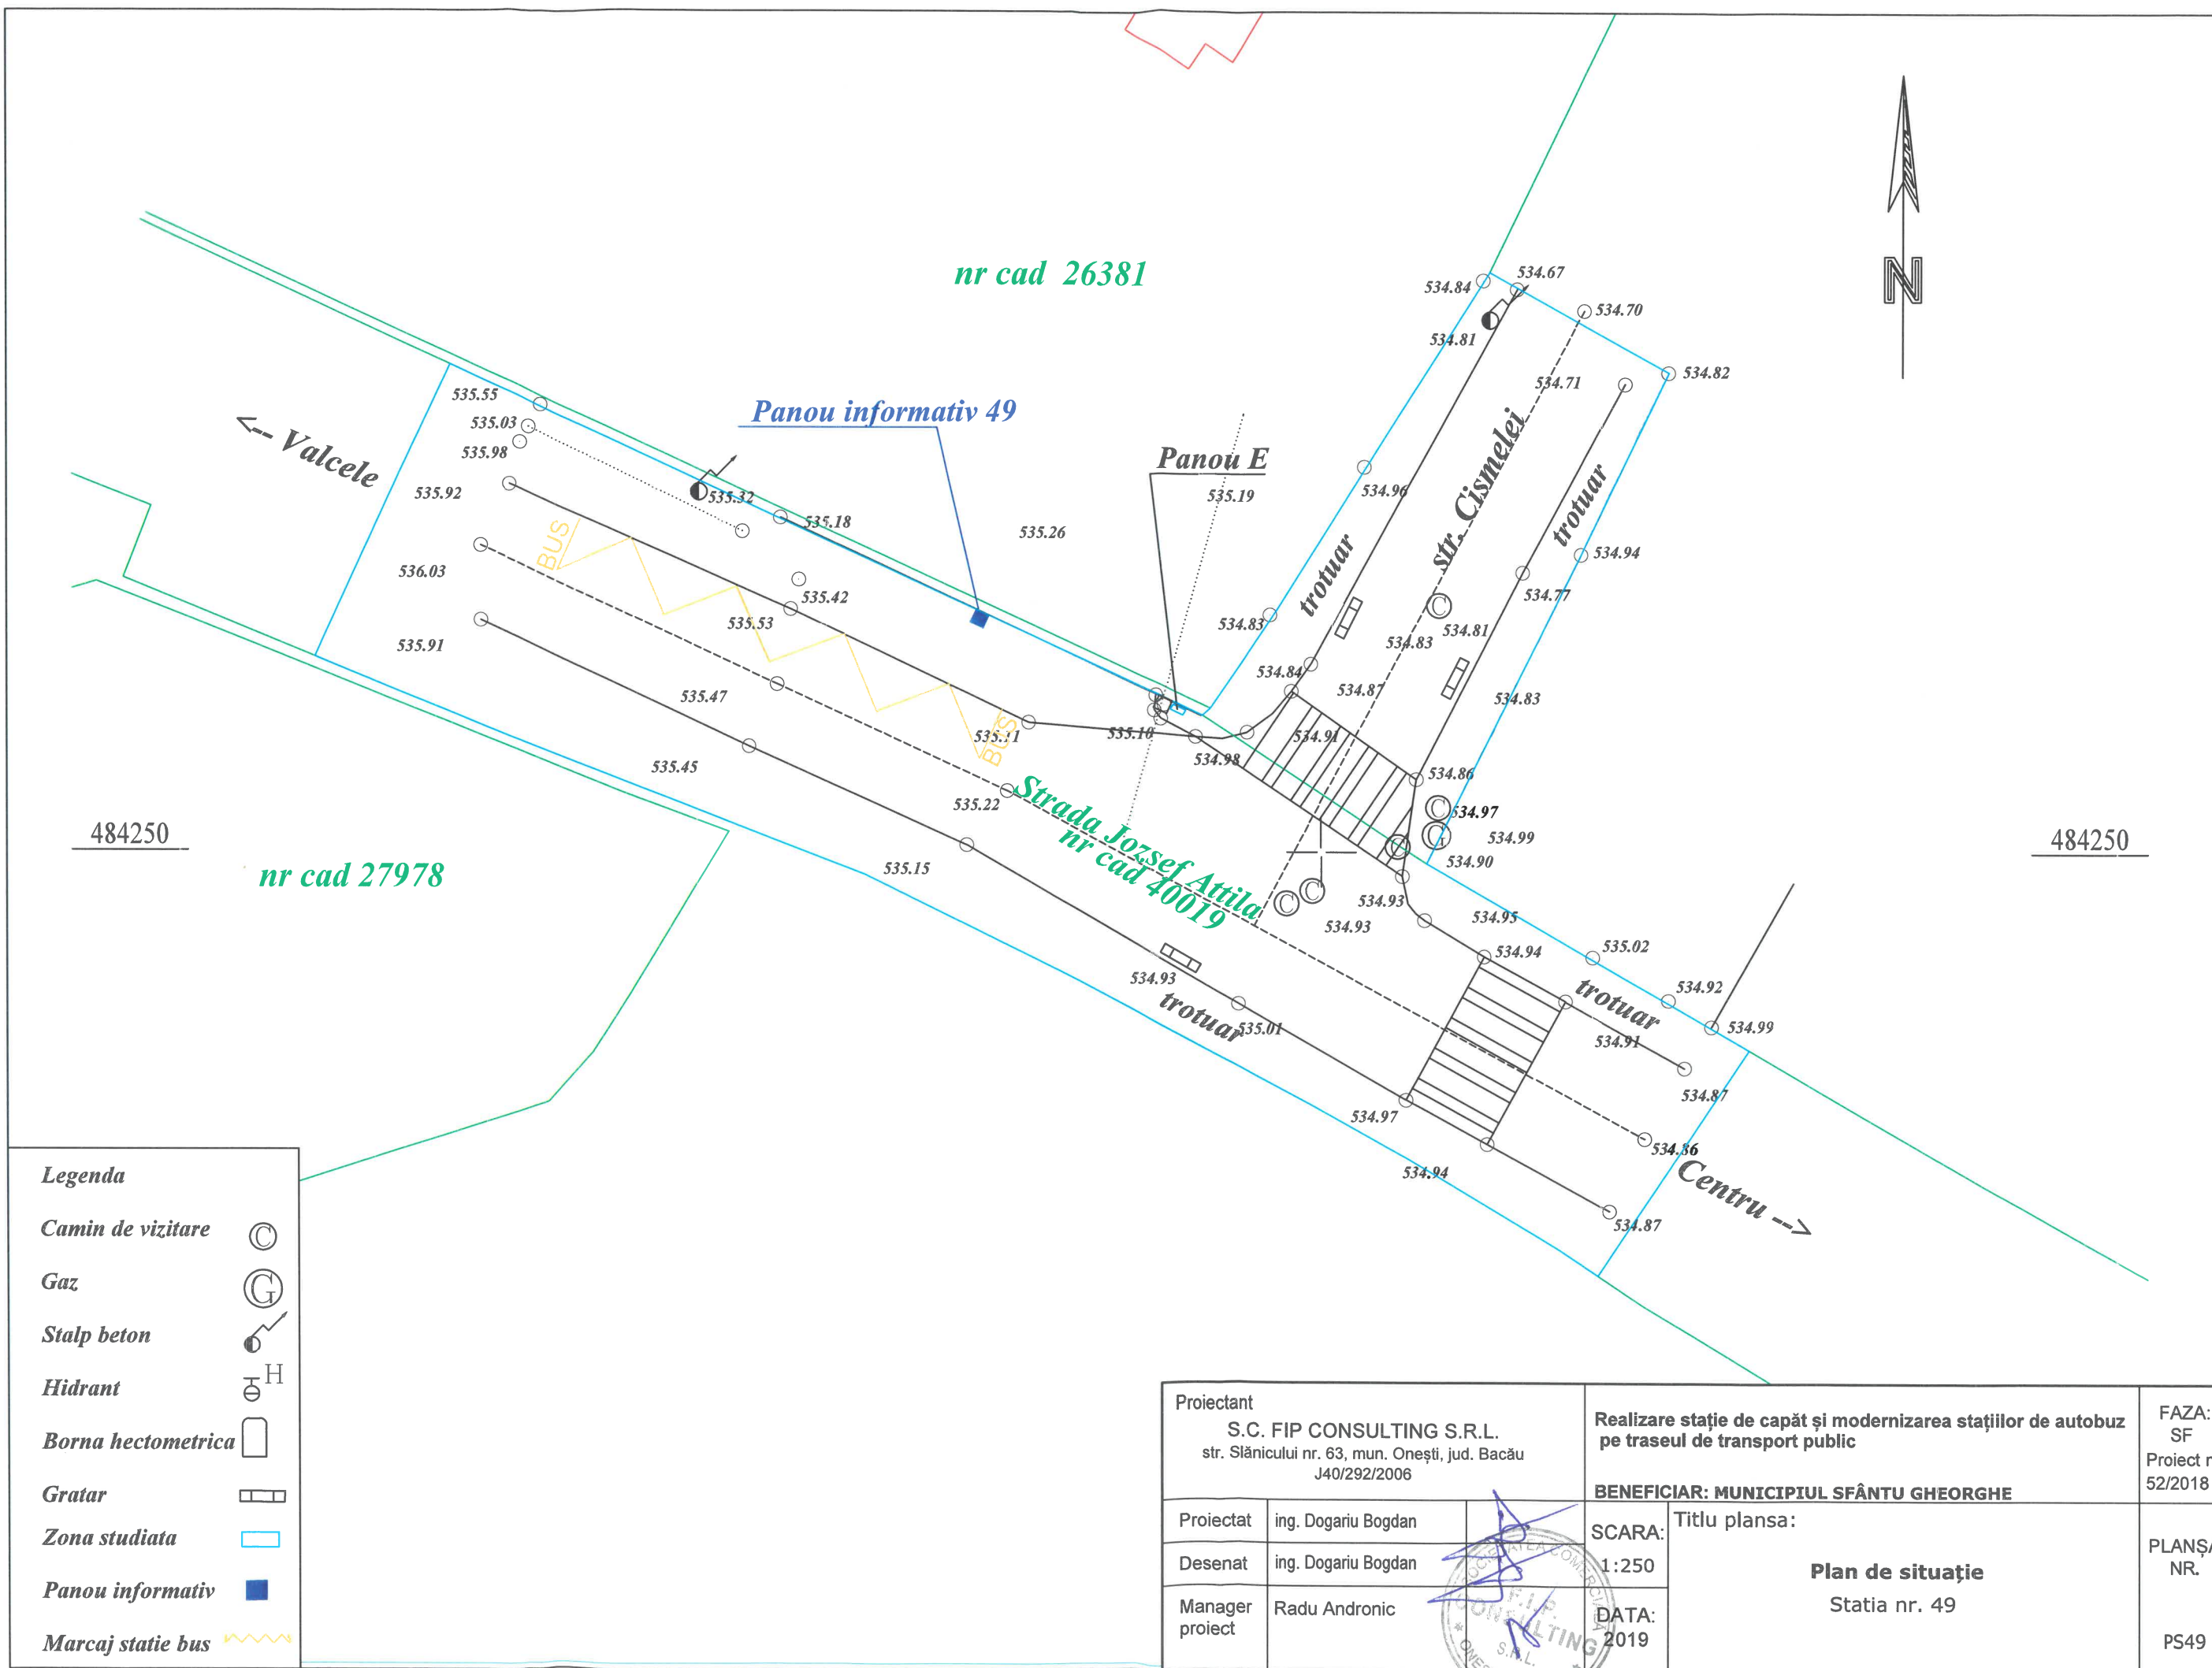 nr cad 26381
534.84
534.67
534.70
534.81
534.82
534.71
535.55
535.03
535.98
535.92
<-- Valcele
Panou informativ 49
Panou E
535.19
535.32
535.18
535.26
534.96
str. Cismelei
trotuar
trotuar
534.94
BUS
536.03
535.42
535.53
534.77
534.81
534.83
534.83
535.91
534.84
534.87
534.83
535.47
535.11
BUS
534.98
534.91
534.86
535.45
535.22
534.97
534.99
534.90
Strada Jozsef Attila
nr cad 40019
484250
484250
nr cad 27978
535.15
534.93
534.93
534.95
534.94
535.02
534.92
534.99
534.93
trotuar
535.01
trotuar
534.91
534.87
534.97
534.86
534.94
Centru -->
534.87
N
Legenda
Camin de vizitare C
Gaz G
Stalp beton
Hidrant H
Borna hectometrica
Gratar
Zona studiata
Panou informativ
Marcaj statie bus
Proiectant
S.C. FIP CONSULTING S.R.L.
str. Slănicului nr. 63, mun. Onești, jud. Bacău
J40/292/2006
Realizare stație de capăt și modernizarea stațiilor de autobuz
pe traseul de transport public
BENEFICIAR: MUNICIPIUL SFÂNTU GHEORGHE
FAZA:
SF
Proiect n
52/2018
Proiectat ing. Dogariu Bogdan
Desenat ing. Dogariu Bogdan
Manager
proiect
Radu Andronic
SCARA:
1:250
DATA:
2019
Titlu plansa:
Plan de situație
Statia nr. 49
PLANȘA
NR.
PS49
SOCIETATEA COMERCIALĂ
F.I.P.
CONSULTING
S.R.L.